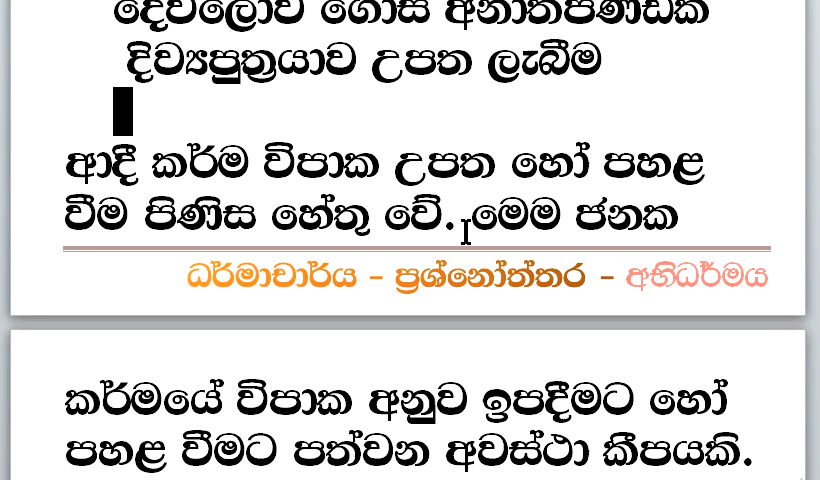 දෙව්ලොව ගොස් අනාතපිණ්ඩික
දිව්‍යපුත්‍රයාව උපත ලැබීම
ආදී කර්ම විපාක උපත හෝ පහළ
වීම පිණිස හේතු වේ. මෙම ජනක
ධර්මාචාර්ය – ප්‍රශ්නෝත්තර – අභිධර්මය
කර්මයේ විපාක අනුව ඉපදීමට හෝ
පහළ වීමට පත්වන අවස්ථා කීපයකි.